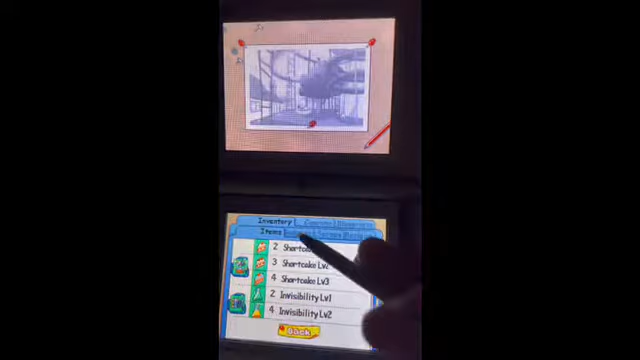 Inventory
Items
2 Shortcake
3 Shortcake Lv2
4 Shortcake Lv3
2 Invisibility Lv1
4 Invisibility Lv2
Back